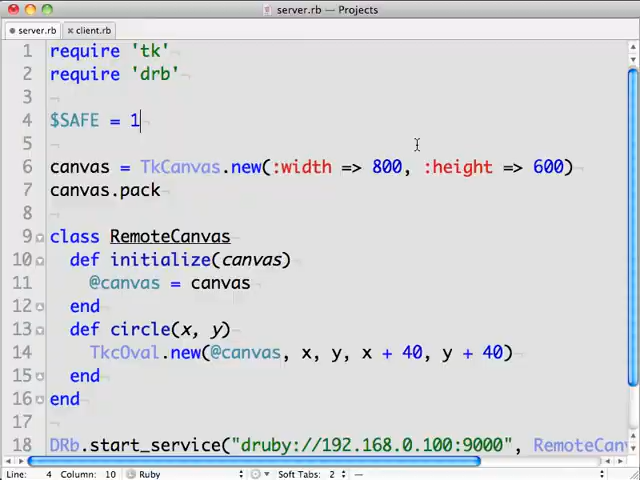 server.rb — Projects
server.rb client.rb
1 require 'tk'
2 require 'drb'
3
4 $SAFE = 1
5
6 canvas = TkCanvas.new(:width => 800, :height => 600)
7 canvas.pack
8
9 class RemoteCanvas
10 def initialize(canvas)
11 @canvas = canvas
12 end
13 def circle(x, y)
14 TkcOval.new(@canvas, x, y, x + 40, y + 40)
15 end
16 end
17
18 DRb.start_service("druby://192.168.0.100:9000", RemoteCanv
Line: 4 Column: 10 Ruby Soft Tabs: 2 —